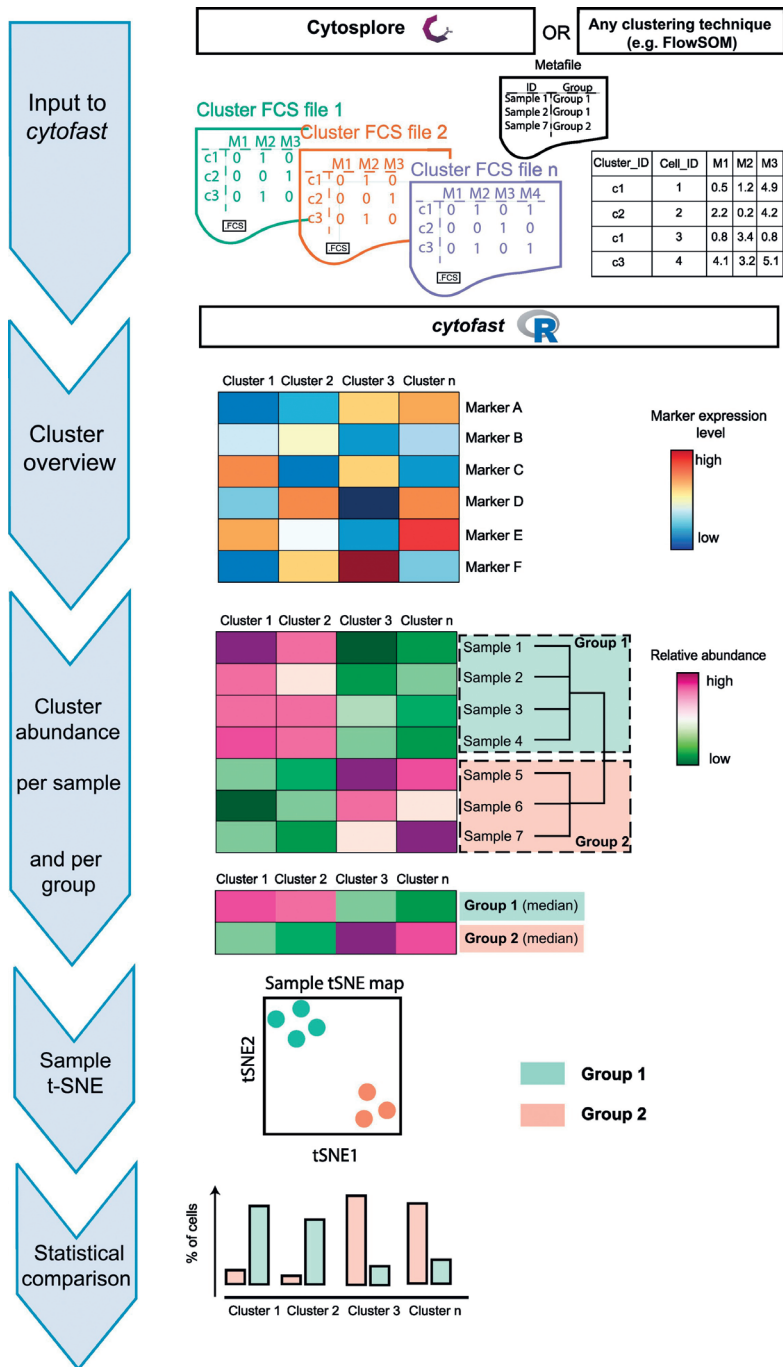 Cytosplore
OR
Any clustering technique
(e.g. FlowSOM)
Input to
cytofast
Metafile
ID Group
Sample 1 Group 1
Sample 2 Group 1
Sample 7 Group 2
Cluster FCS file 1
M1 M2 M3
c1 0 1 0
c2 0 0 1
c3 0 1 0
.FCS
Cluster FCS file 2
M1 M2 M3
c1 0 1 0
c2 0 0 1
c3 0 1 0
.FCS
Cluster FCS file n
M1 M2 M3 M4
c1 0 1 0 1
c2 0 0 1 0
c3 0 1 0 1
.FCS
Cluster_ID Cell_ID M1 M2 M3
c1 1 0.5 1.2 4.9
c2 2 2.2 0.2 4.2
c1 3 0.8 3.4 0.8
c3 4 4.1 3.2 5.1
cytofast R
Cluster
overview
Cluster 1 Cluster 2 Cluster 3 Cluster n
Marker A
Marker B
Marker C
Marker D
Marker E
Marker F
Marker expression
level
high
low
Cluster
abundance
per sample
and per
group
Cluster 1 Cluster 2 Cluster 3 Cluster n
Group 1
Sample 1
Sample 2
Sample 3
Sample 4
Sample 5
Sample 6
Sample 7
Group 2
Relative abundance
high
low
Cluster 1 Cluster 2 Cluster 3 Cluster n
Group 1 (median)
Group 2 (median)
Sample
t-SNE
Sample tSNE map
tSNE2
tSNE1
Group 1
Group 2
Statistical
comparison
% of cells
Cluster 1 Cluster 2 Cluster 3 Cluster n